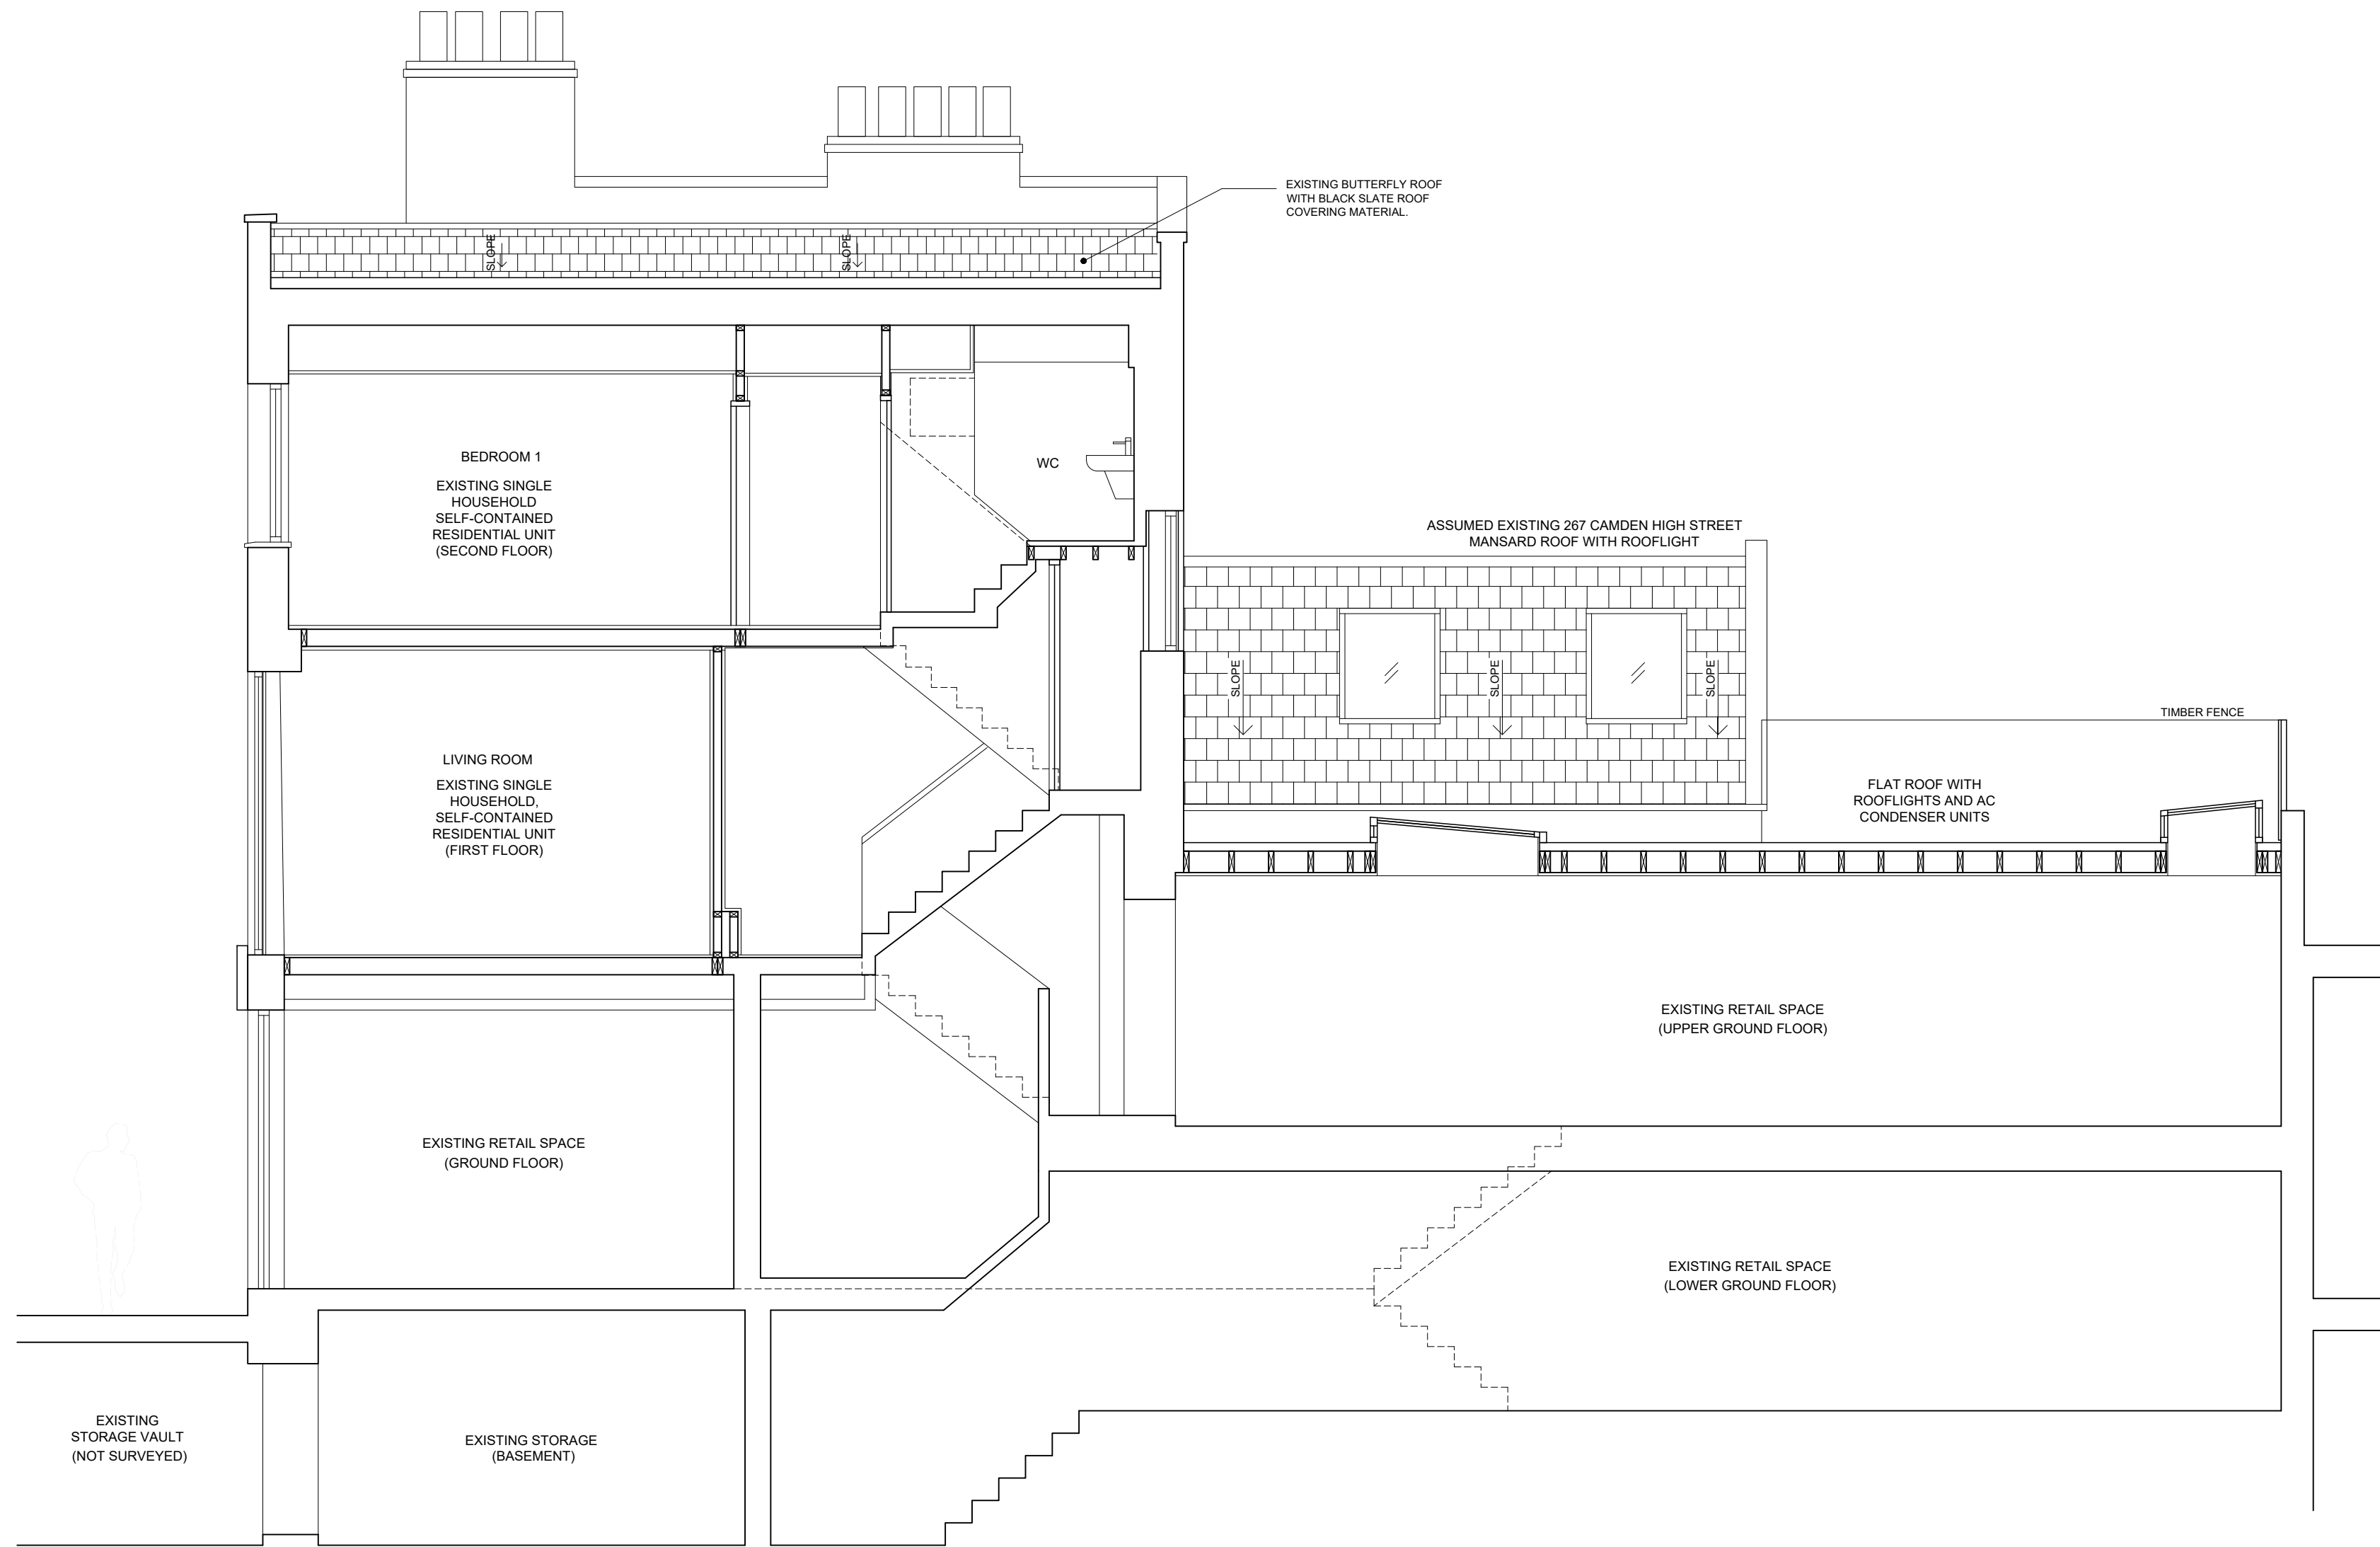 EXISTING BUTTERFLY ROOF
WITH BLACK SLATE ROOF
COVERING MATERIAL.
SLOPE
SLOPE
BEDROOM 1
EXISTING SINGLE
HOUSEHOLD
SELF-CONTAINED
RESIDENTIAL UNIT
(SECOND FLOOR)
WC
ASSUMED EXISTING 267 CAMDEN HIGH STREET
MANSARD ROOF WITH ROOFLIGHT
SLOPE
SLOPE
SLOPE
TIMBER FENCE
LIVING ROOM
EXISTING SINGLE
HOUSEHOLD,
SELF-CONTAINED
RESIDENTIAL UNIT
(FIRST FLOOR)
FLAT ROOF WITH
ROOFLIGHTS AND AC
CONDENSER UNITS
EXISTING RETAIL SPACE
(UPPER GROUND FLOOR)
EXISTING RETAIL SPACE
(GROUND FLOOR)
EXISTING RETAIL SPACE
(LOWER GROUND FLOOR)
EXISTING
STORAGE VAULT
(NOT SURVEYED)
EXISTING STORAGE
(BASEMENT)